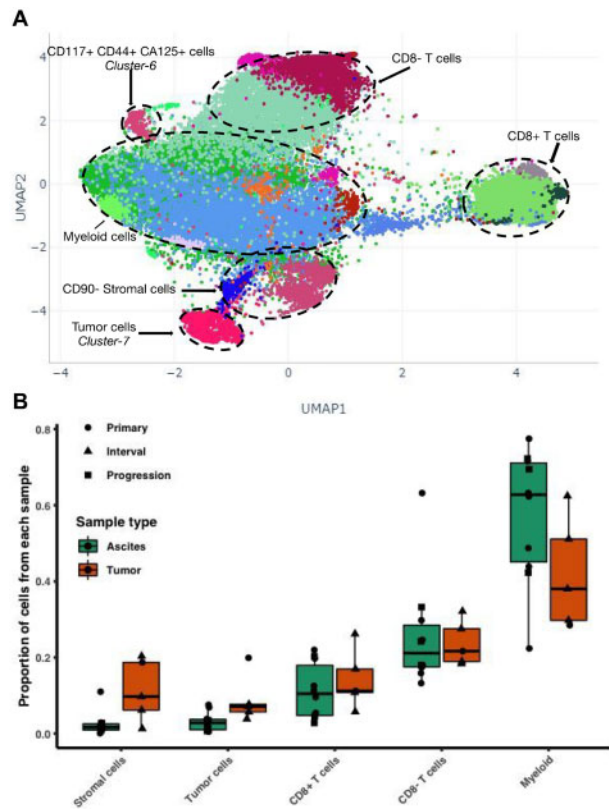 A
CD117+ CD44+ CA125+ cells
Cluster-6
CD8- T cells
CD8+ T cells
Myeloid cells
CD90- Stromal cells
Tumor cells
Cluster-7
UMAP2
4
2
0
−2
−4
−4
−2
0
2
4
UMAP1
B
Primary
Interval
Progression
Sample type
Ascites
Tumor
Proportion of cells from each sample
0.8
0.6
0.4
0.2
0.0
Stromal cells
Tumor cells
CD8+ T cells
CD8- T cells
Myeloid